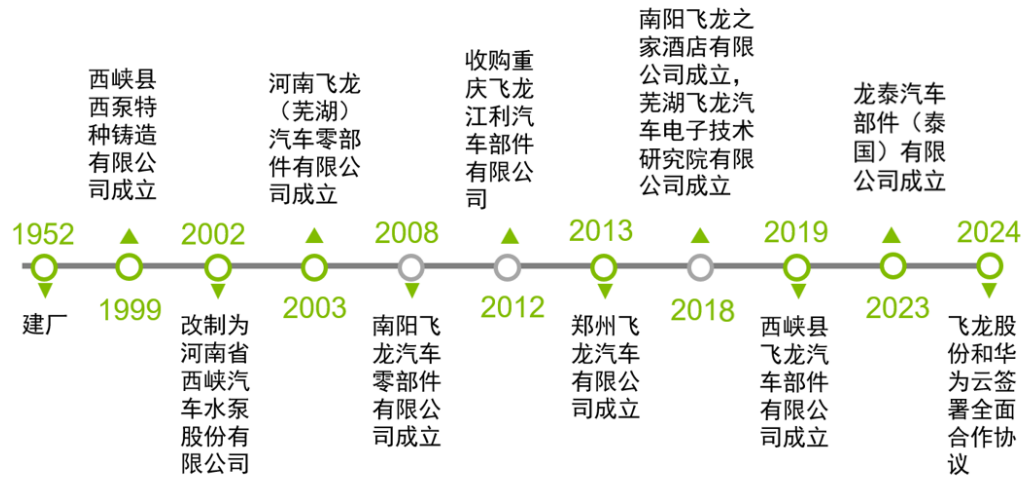 西峡县
西泵特
种铸造
有限公
司成立
河南飞龙
（芜湖）
汽车零部
件有限公
司成立
收购重
庆飞龙
江利汽
车部件
有限公
司
南阳飞龙之
家酒店有限
公司成立，
芜湖飞龙汽
车电子技术
研究院有限
公司成立
龙泰汽车
部件（泰
国）有限
公司成立
1952
2002
2008
2013
2019
2024
1999
2003
2012
2018
2023
建厂
改制为
河南省
西峡汽
车水泵
股份有
限公司
南阳飞
龙汽车
零部件
有限公
司成立
郑州飞
龙汽车
有限公
司成立
西峡县
飞龙汽
车部件
有限公
司成立
飞龙股
份和华
为云签
署全面
合作协
议